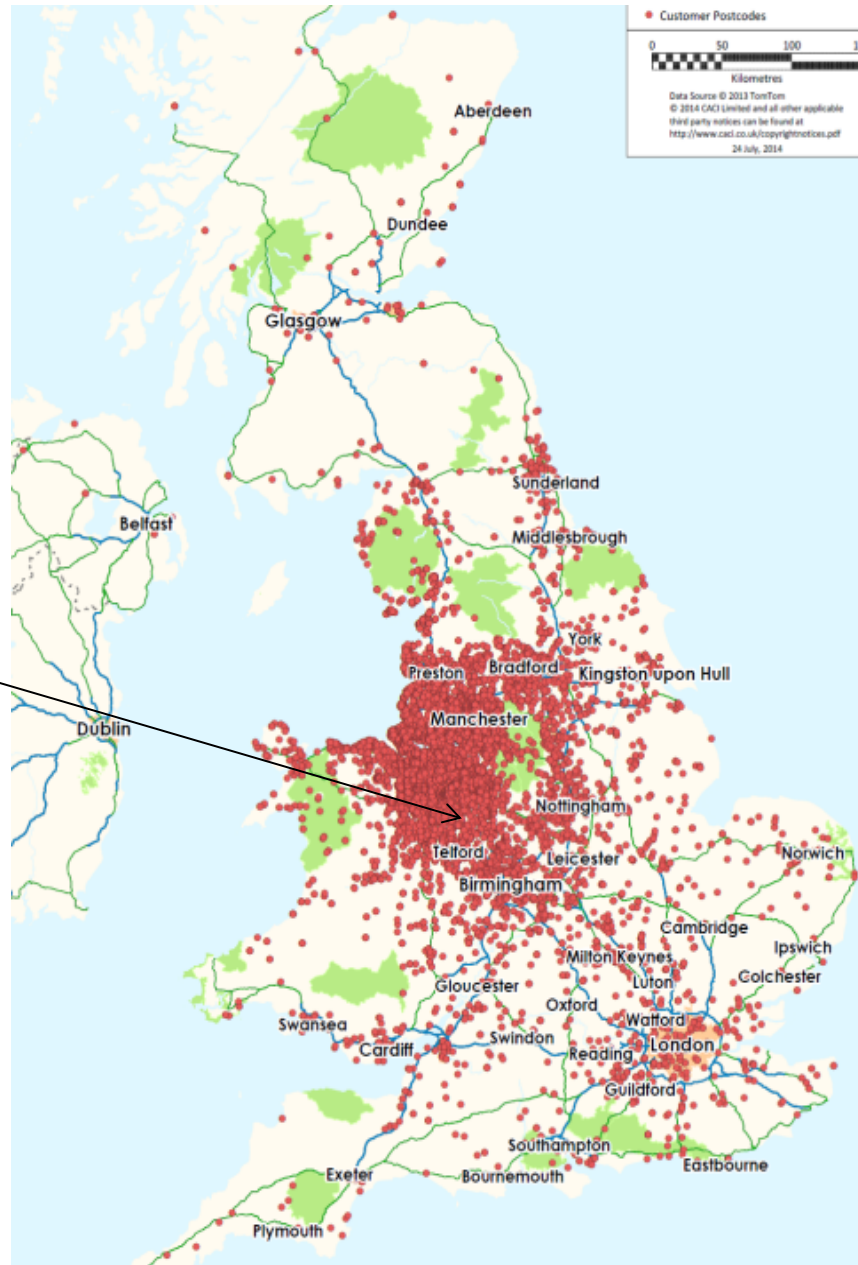 Customer Postcodes
0 50 100
Kilometres
Data Source © 2013 TomTom
© 2014 CACI Limited and all other applicable
third party notices can be found at
http://www.caci.co.uk/copyrightnotices.pdf
24 July, 2014
Aberdeen
Dundee
Glasgow
Sunderland
Belfast
Middlesbrough
York
Preston
Bradford
Kingston upon Hull
Manchester
Dublin
Nottingham
Telford
Leicester
Norwich
Birmingham
Cambridge
Ipswich
Milton Keynes
Colchester
Luton
Gloucester
Oxford
Watford
Swansea
Swindon
London
Cardiff
Reading
Guildford
Southampton
Eastbourne
Exeter
Bournemouth
Plymouth